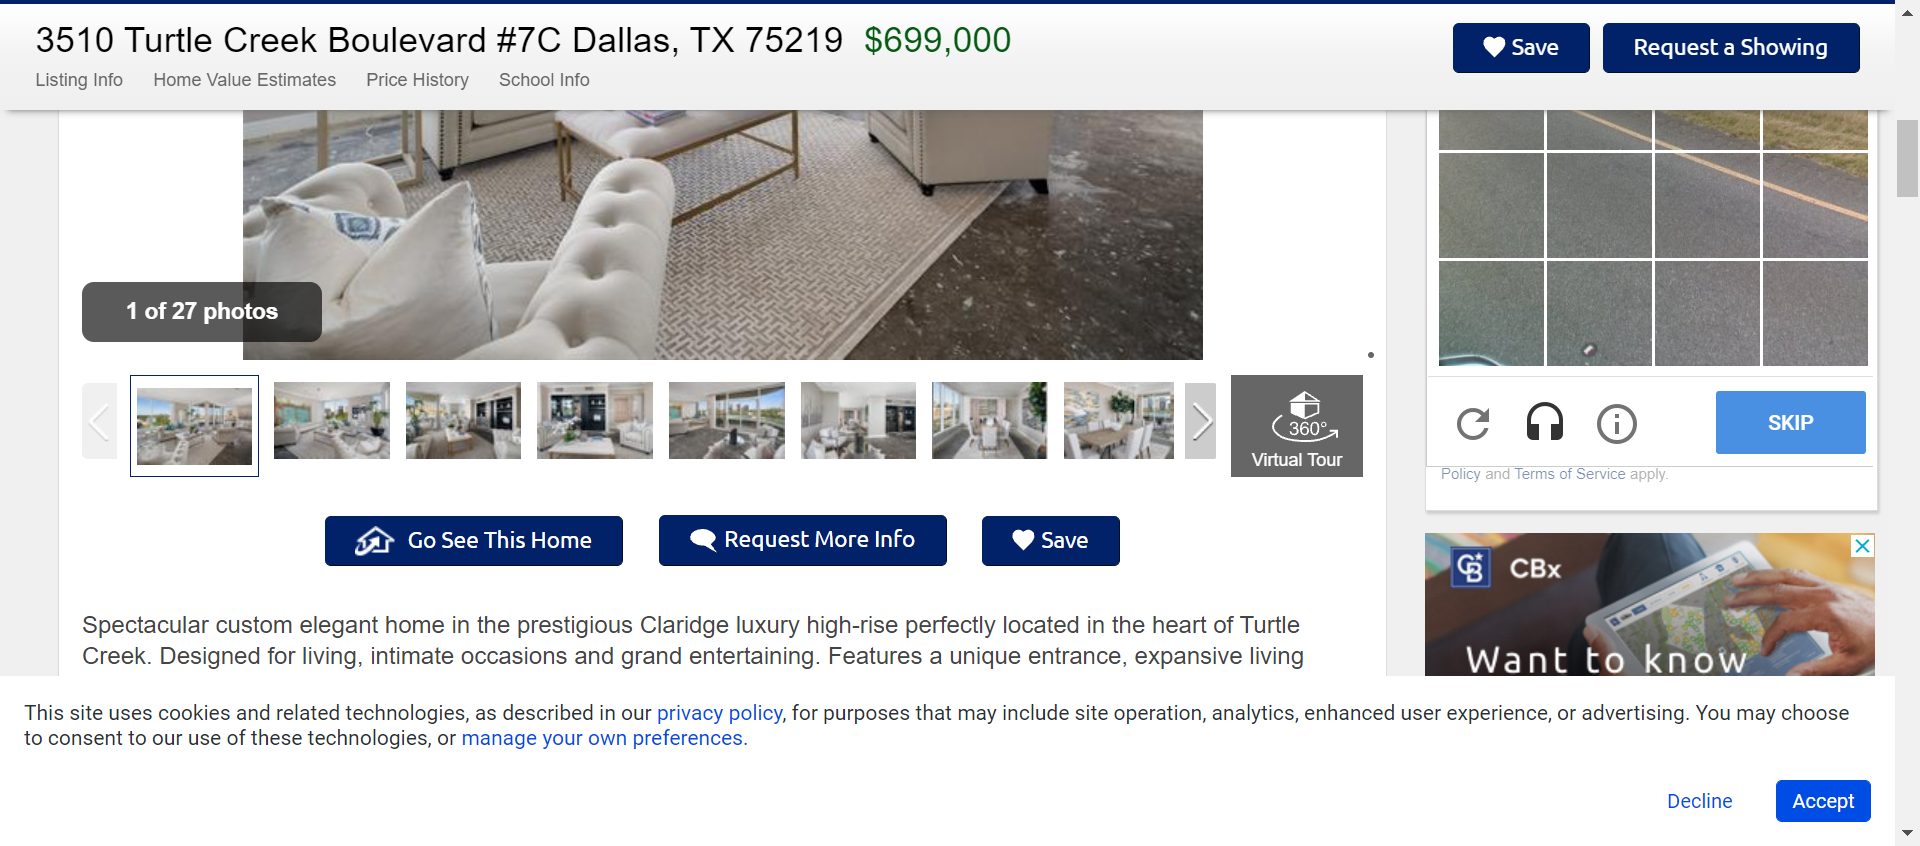 3510 Turtle Creek Boulevard #7C Dallas, TX 75219 $699,000
Save
Request a Showing
Listing Info Home Value Estimates Price History School Info
1 of 27 photos
360°
Virtual Tour
SKIP
Policy and Terms of Service apply.
Go See This Home
Request More Info
Save
CB
CBx
Want to know
Spectacular custom elegant home in the prestigious Claridge luxury high-rise perfectly located in the heart of Turtle
Creek. Designed for living, intimate occasions and grand entertaining. Features a unique entrance, expansive living
This site uses cookies and related technologies, as described in our privacy policy, for purposes that may include site operation, analytics, enhanced user experience, or advertising. You may choose
to consent to our use of these technologies, or manage your own preferences.
Decline
Accept